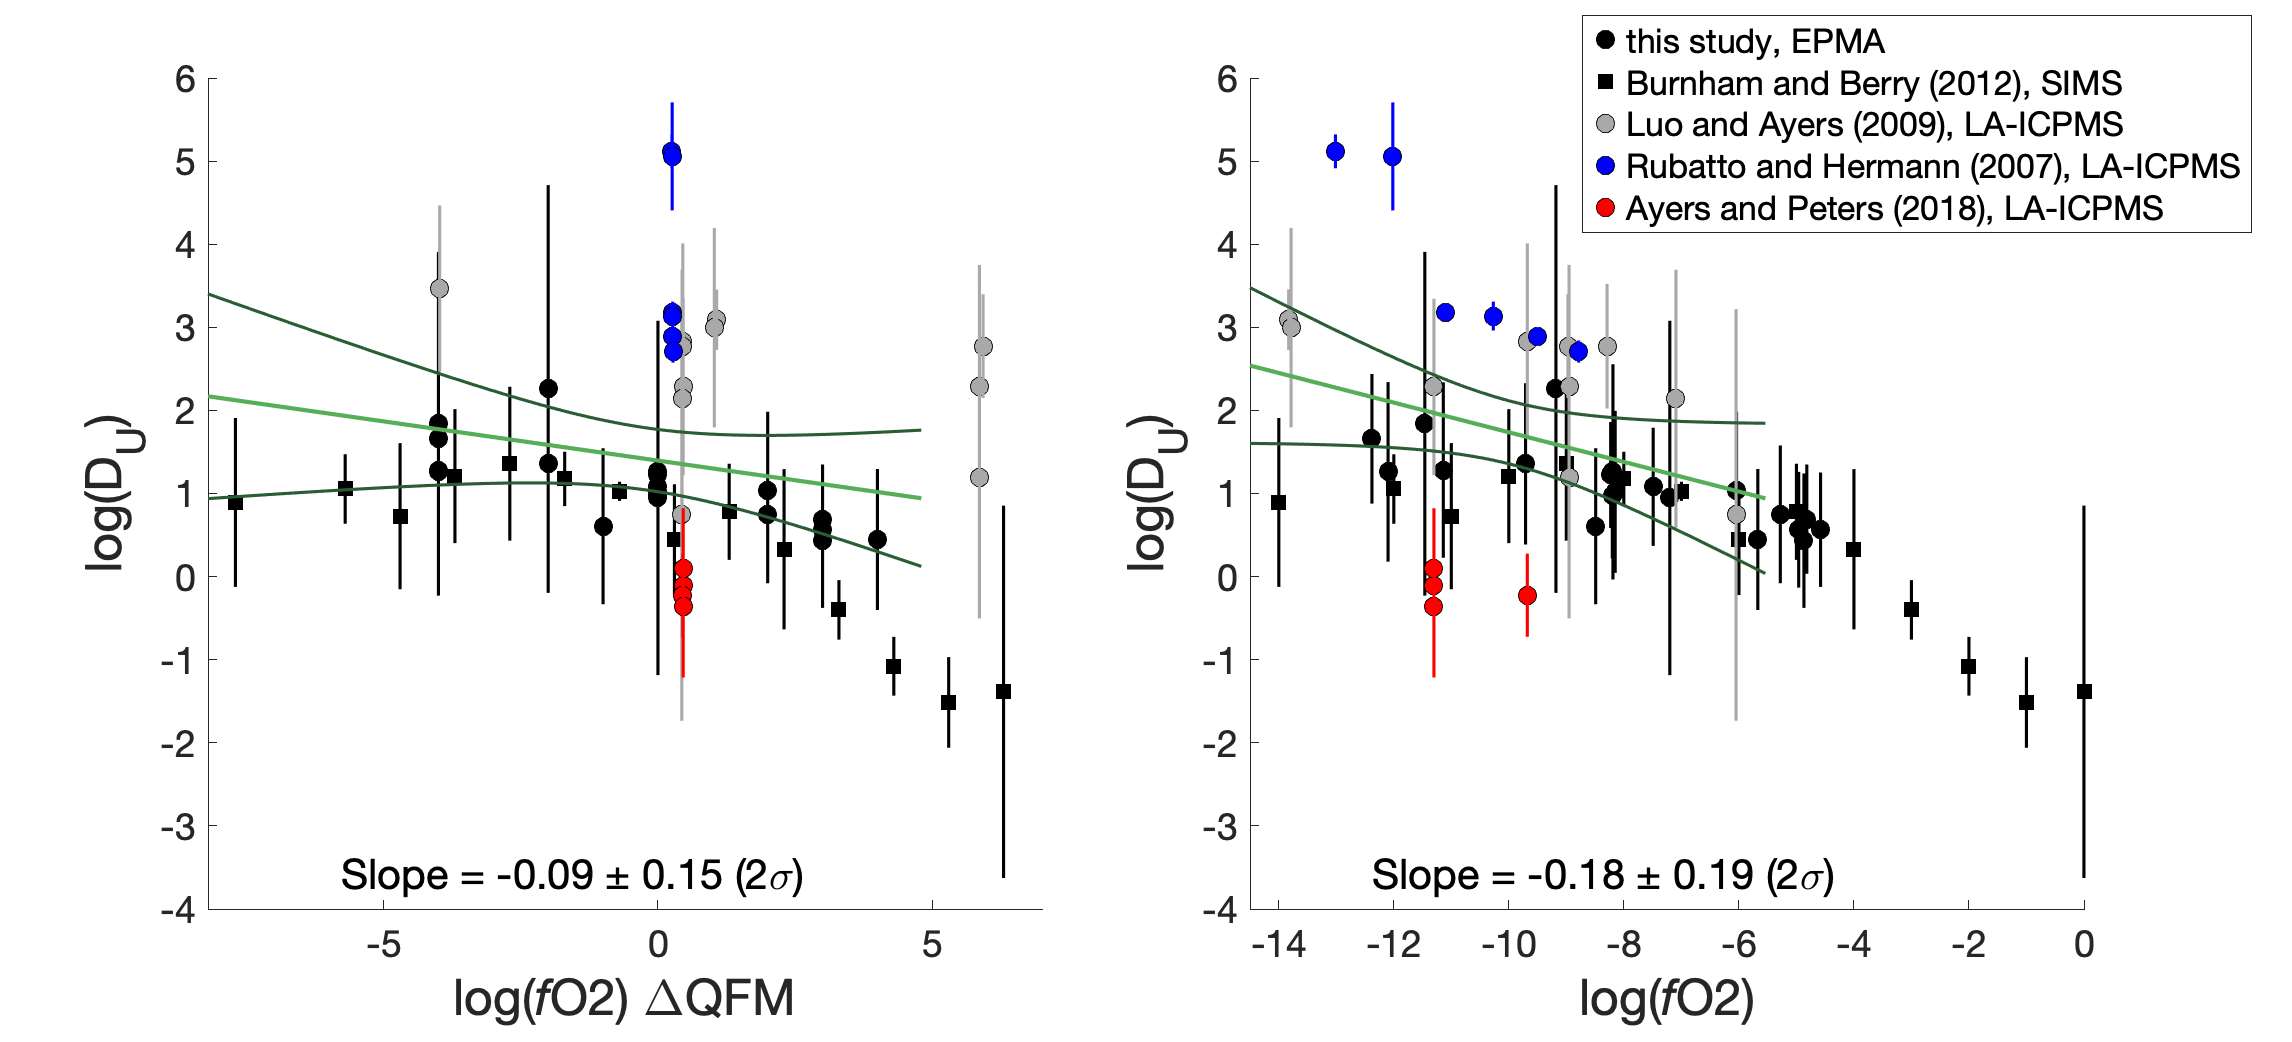 this study, EPMA
Burnham and Berry (2012), SIMS
Luo and Ayers (2009), LA-ICPMS
Rubatto and Hermann (2007), LA-ICPMS
Ayers and Peters (2018), LA-ICPMS
6
5
4
3
2
1
0
-1
-2
-3
-4
log(D_U)
Slope = -0.09 ± 0.15 (2σ)
-5 0 5
log(fO2) ΔQFM
6
5
4
3
2
1
0
-1
-2
-3
-4
log(D_U)
Slope = -0.18 ± 0.19 (2σ)
-14 -12 -10 -8 -6 -4 -2 0
log(fO2)